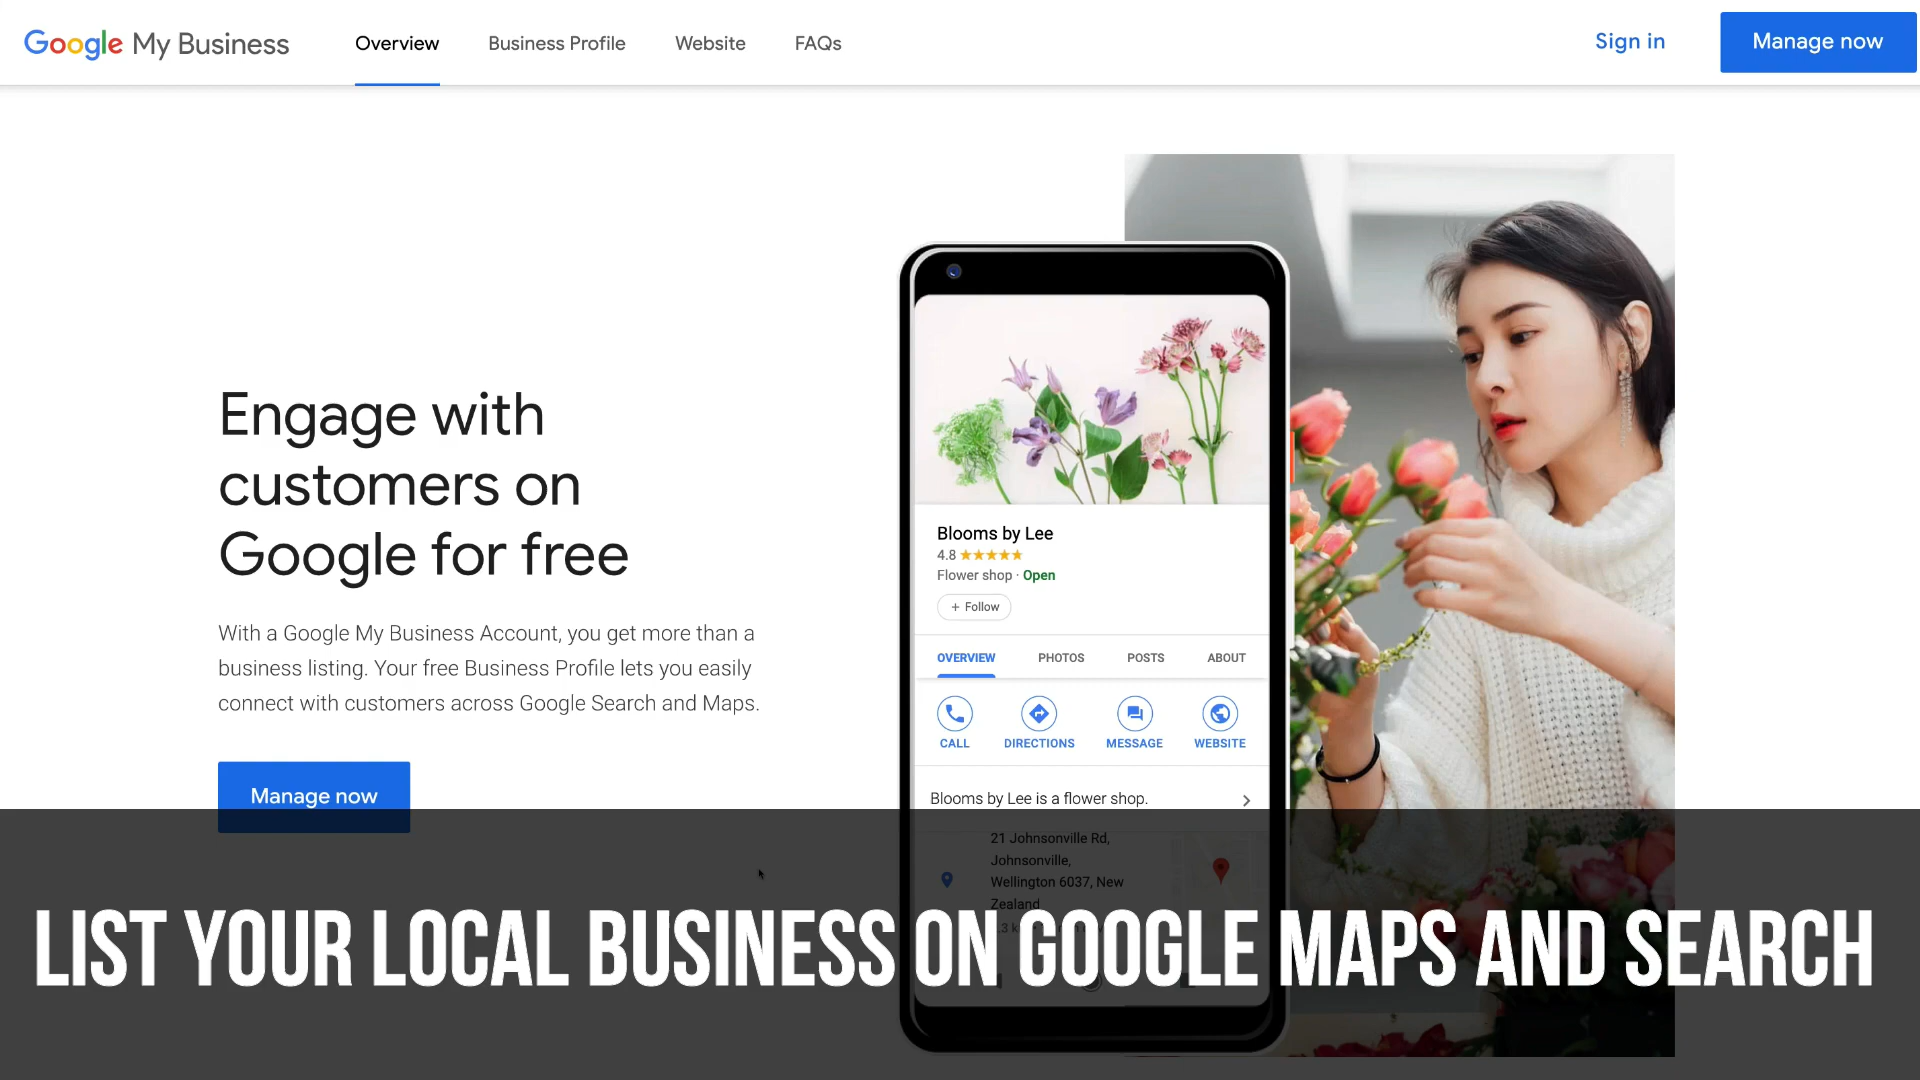 Google My Business
Overview
Business Profile
Website
FAQs
Sign in
Manage now
Engage with
customers on
Google for free
With a Google My Business Account, you get more than a
business listing. Your free Business Profile lets you easily
connect with customers across Google Search and Maps.
Manage now
Blooms by Lee
4.8
Flower shop · Open
+ Follow
OVERVIEW
PHOTOS
POSTS
ABOUT
CALL
DIRECTIONS
MESSAGE
WEBSITE
Blooms by Lee is a flower shop.
21 Johnsonville Rd,
Johnsonville,
Wellington 6037, New
Zealand
LIST YOUR LOCAL BUSINESS ON GOOGLE MAPS AND SEARCH